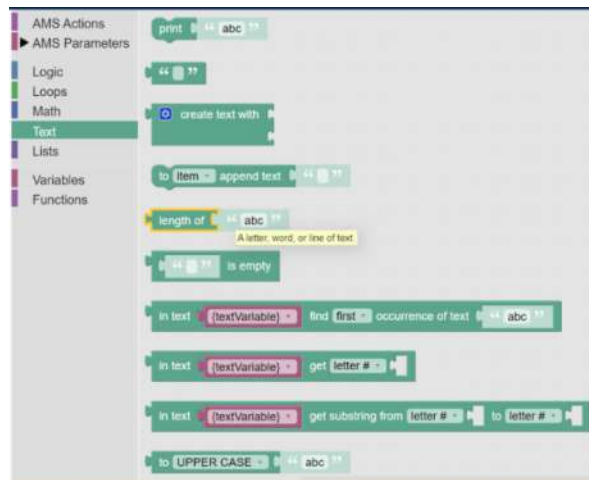 AMS Actions
AMS Parameters
Logic
Loops
Math
Text
Lists
Variables
Functions
print “ abc ”
“ ”
create text with
to item append text “ ”
length of “ abc ”
A letter, word, or line of text.
“ ” is empty
in text {textVariable} find first occurrence of text “ abc ”
in text {textVariable} get letter #
in text {textVariable} get substring from letter # to letter #
to UPPER CASE “ abc ”